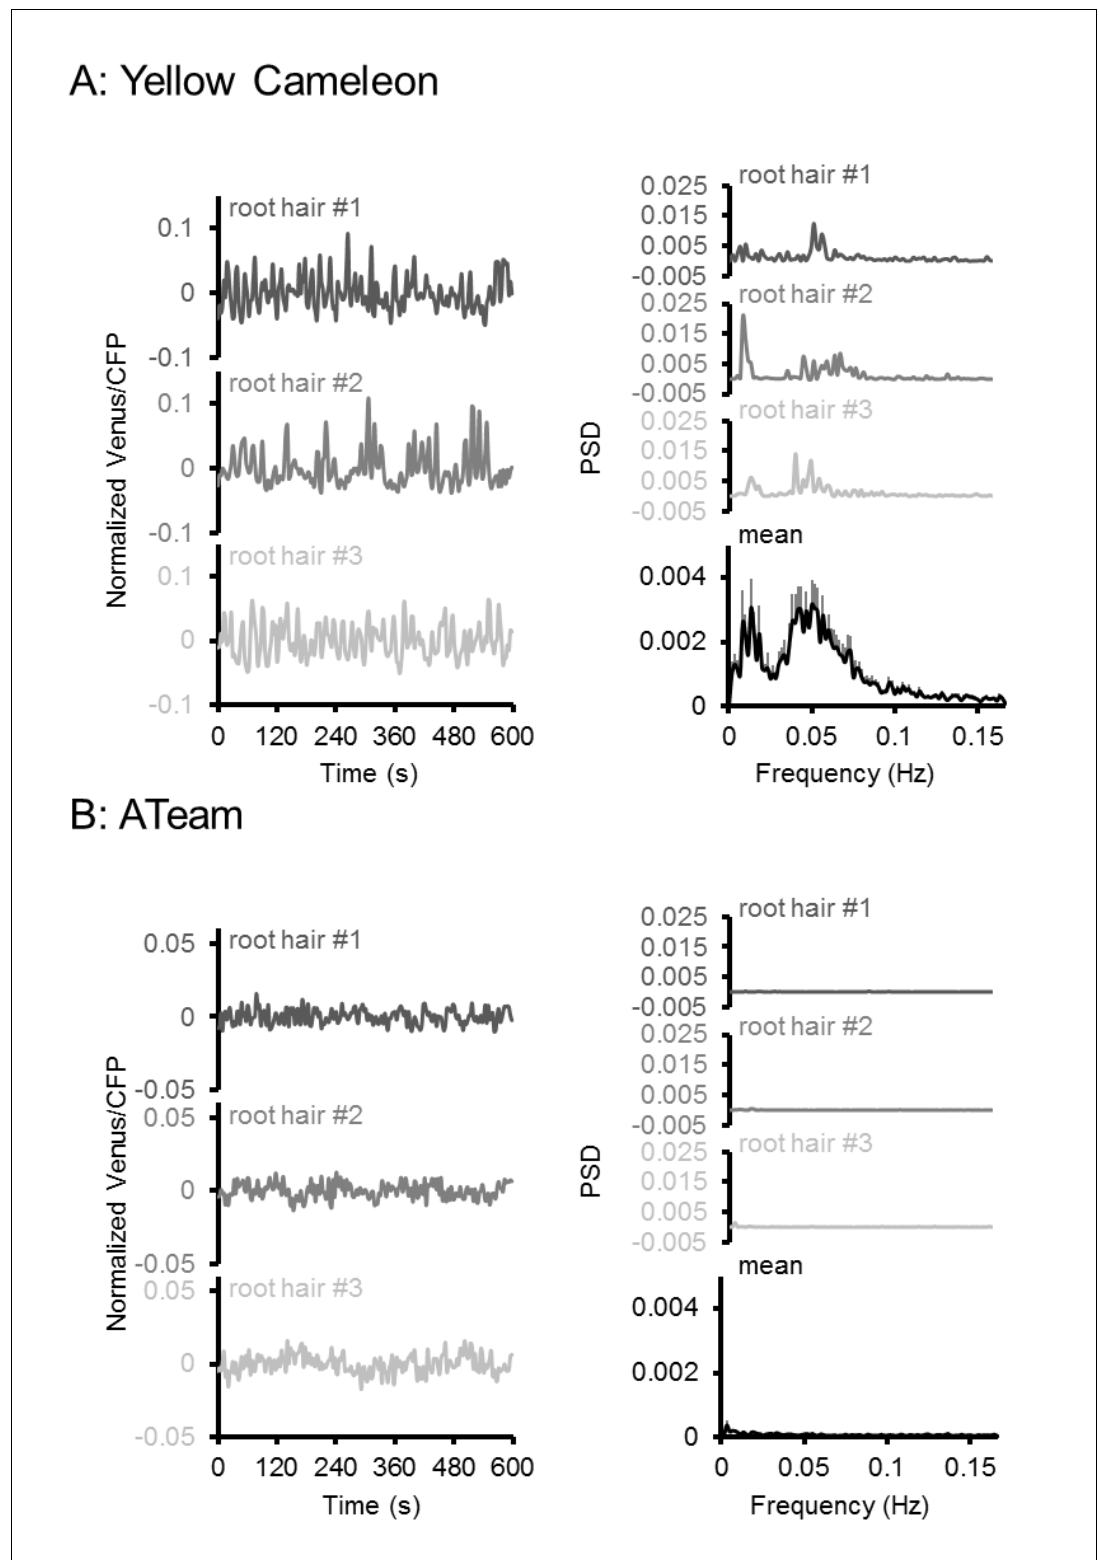 A: Yellow Cameleon
Normalized Venus/CFP
root hair #1
0.1
0
-0.1
root hair #2
0.1
0
-0.1
root hair #3
0.1
0
-0.1
0 120 240 360 480 600
Time (s)
PSD
root hair #1
0.025
0.015
0.005
-0.005
root hair #2
0.025
0.015
0.005
-0.005
root hair #3
0.025
0.015
0.005
-0.005
mean
0.004
0.002
0
0 0.05 0.1 0.15
Frequency (Hz)
B: ATeam
Normalized Venus/CFP
root hair #1
0.05
0
-0.05
root hair #2
0.05
0
-0.05
root hair #3
0.05
0
-0.05
0 120 240 360 480 600
Time (s)
PSD
root hair #1
0.025
0.015
0.005
-0.005
root hair #2
0.025
0.015
0.005
-0.005
root hair #3
0.025
0.015
0.005
-0.005
mean
0.004
0.002
0
0 0.05 0.1 0.15
Frequency (Hz)